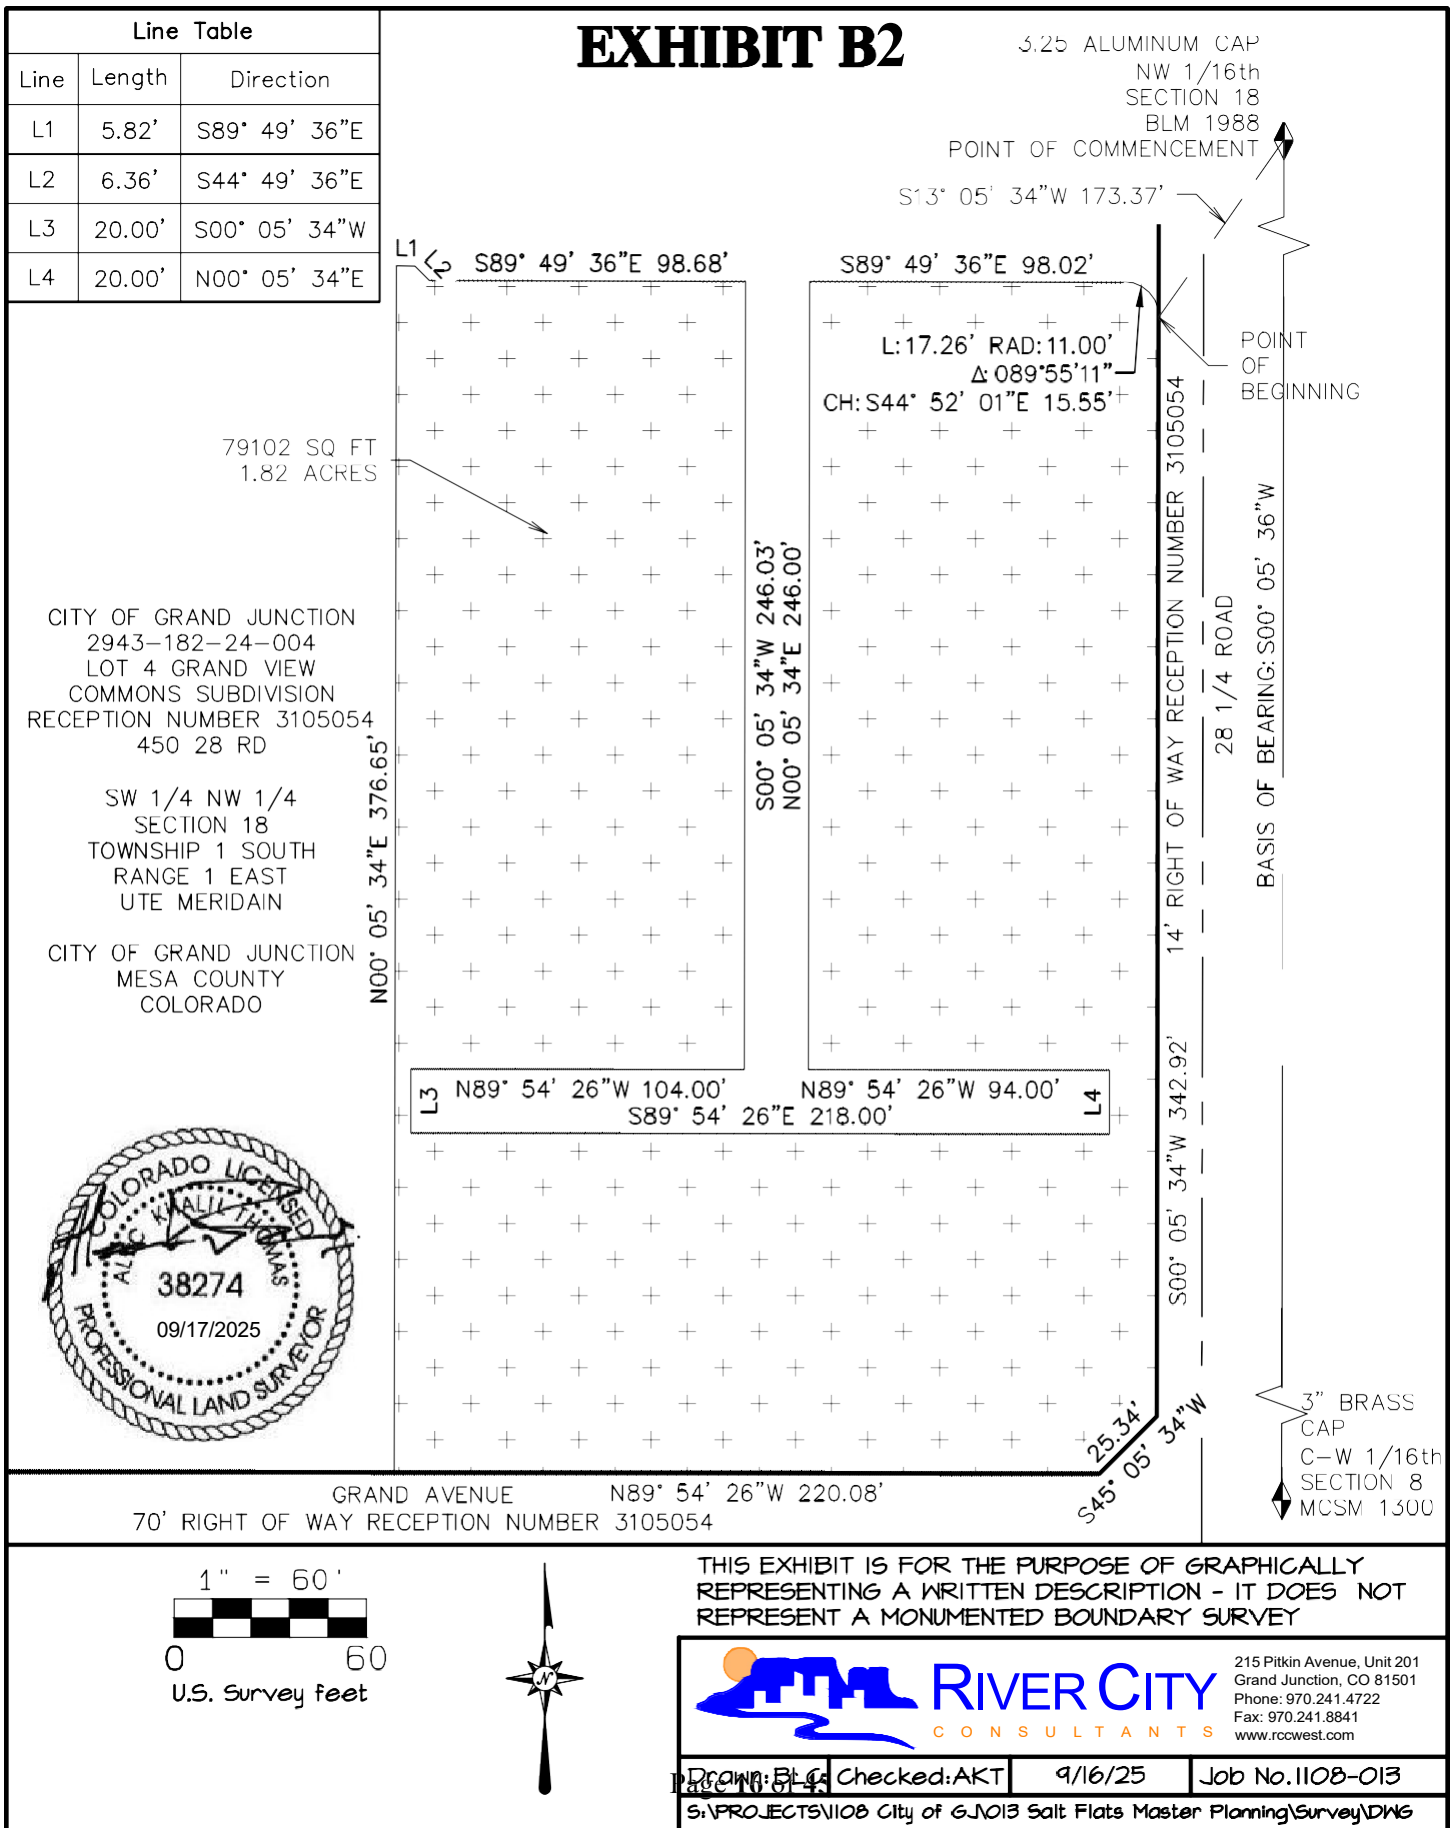 EXHIBIT B2
Line Table
Line Length Direction
L1 5.82' S89° 49' 36"E
L2 6.36' S44° 49' 36"E
L3 20.00' S00° 05' 34"W
L4 20.00' N00° 05' 34"E
3.25 ALUMINUM CAP
NW 1/16th
SECTION 18
BLM 1988
POINT OF COMMENCEMENT
S13° 05' 34"W 173.37'
L1
L2
S89° 49' 36"E 98.68'
S89° 49' 36"E 98.02'
L:17.26' RAD:11.00'
Δ:089°55'11"
CH:S44° 52' 01"E 15.55'
POINT
OF
BEGINNING
79102 SQ FT
1.82 ACRES
CITY OF GRAND JUNCTION
2943-182-24-004
LOT 4 GRAND VIEW
COMMONS SUBDIVISION
RECEPTION NUMBER 3105054
450 28 RD
SW 1/4 NW 1/4
SECTION 18
TOWNSHIP 1 SOUTH
RANGE 1 EAST
UTE MERIDAIN
CITY OF GRAND JUNCTION
MESA COUNTY
COLORADO
N00° 05' 34"E 376.65'
S00° 05' 34"W 246.03'
N00° 05' 34"E 246.00'
14' RIGHT OF WAY RECEPTION NUMBER 3105054
28 1/4 ROAD
BASIS OF BEARING:S00° 05' 36"W
L3
N89° 54' 26"W 104.00'
N89° 54' 26"W 94.00'
L4
S89° 54' 26"E 218.00'
S00° 05' 34"W 342.92'
COLORADO LICENSED
ALEC KHALIL THOMAS
38274
09/17/2025
PROFESSIONAL LAND SURVEYOR
25.34'
S45° 05' 34"W
3" BRASS
CAP
C-W 1/16th
SECTION 8
MCSM 1300
GRAND AVENUE
N89° 54' 26"W 220.08'
70' RIGHT OF WAY RECEPTION NUMBER 3105054
1" = 60'
0 60
U.S. Survey feet
N
THIS EXHIBIT IS FOR THE PURPOSE OF GRAPHICALLY
REPRESENTING A WRITTEN DESCRIPTION - IT DOES NOT
REPRESENT A MONUMENTED BOUNDARY SURVEY
RIVER CITY
CONSULTANTS
215 Pitkin Avenue, Unit 201
Grand Junction, CO 81501
Phone: 970.241.4722
Fax: 970.241.8841
www.rccwest.com
Drawn: BLC Checked:AKT 9/16/25 Job No.1108-013
Page 16 of 45
S:\PROJECTS\1108 City of GJ\013 Salt Flats Master Planning\Survey\DWG